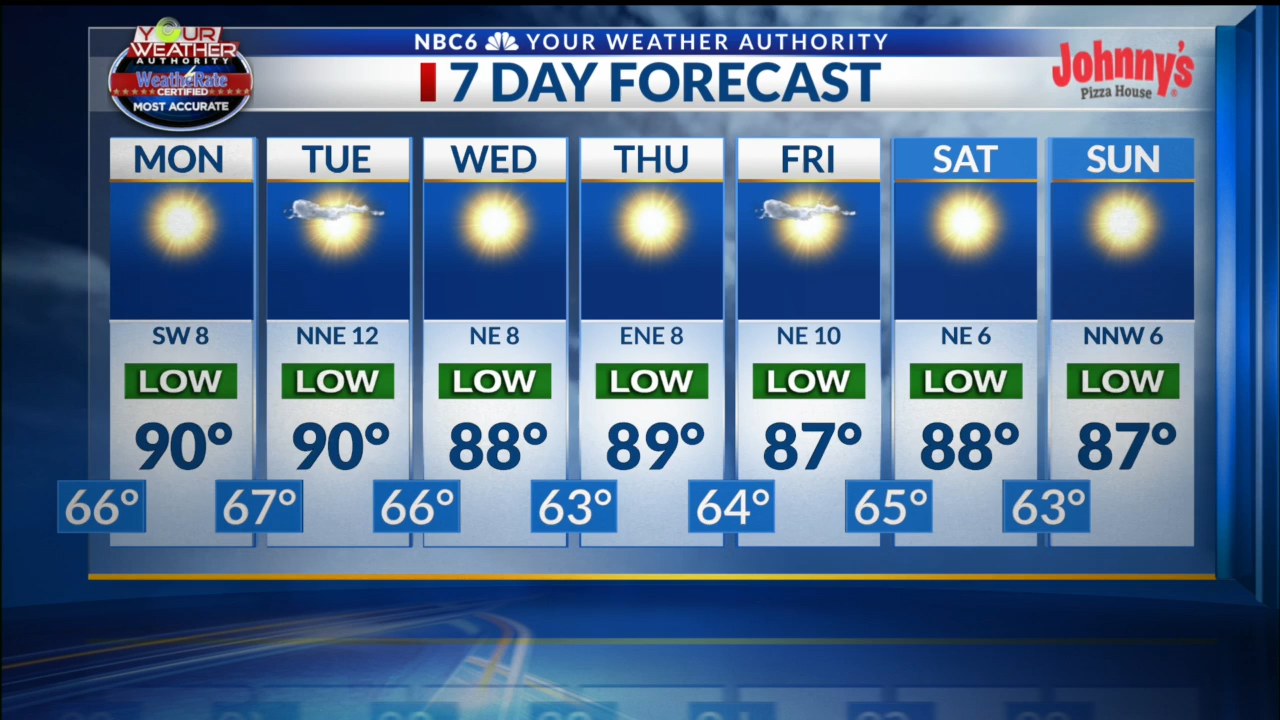 YOUR
WEATHER
AUTHORITY
WeatheRate
CERTIFIED
MOST ACCURATE
NBC6 YOUR WEATHER AUTHORITY
7 DAY FORECAST
Johnny's
Pizza House®
MON TUE WED THU FRI SAT SUN
SW 8 NNE 12 NE 8 ENE 8 NE 10 NE 6 NNW 6
LOW LOW LOW LOW LOW LOW LOW
90° 90° 88° 89° 87° 88° 87°
66° 67° 66° 63° 64° 65° 63°